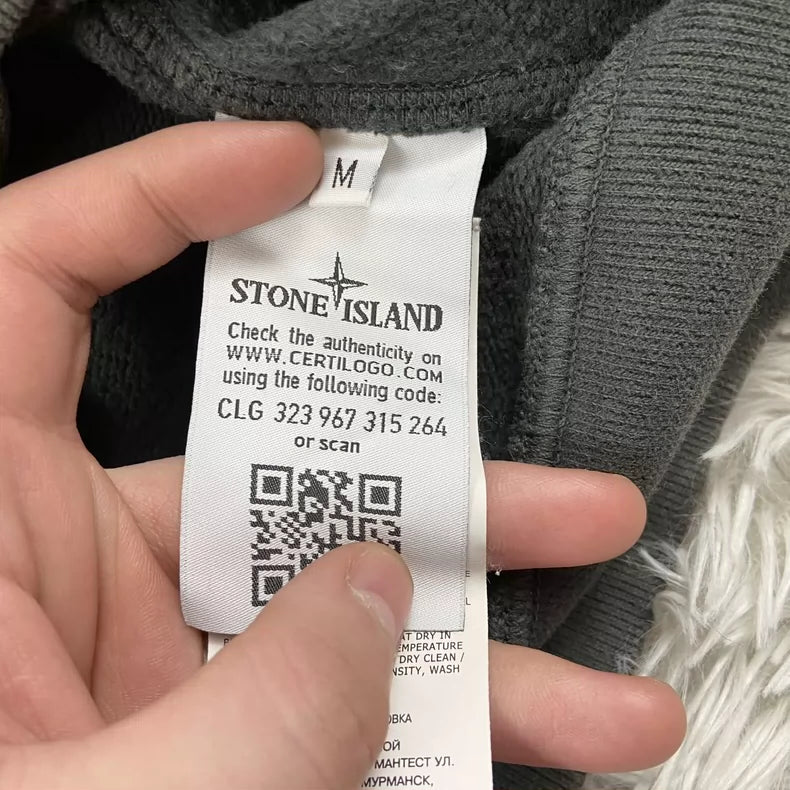 M
STONE ISLAND
Check the authenticity on
WWW.CERTILOGO.COM
using the following code:
CLG 323 967 315 264
or scan
E
L
AT DRY IN
EMPERATURE
DRY CLEAN /
NSITY, WASH
ОВКА
ОЙ
МАНТЕСТ УЛ.
МУРМАНСК,